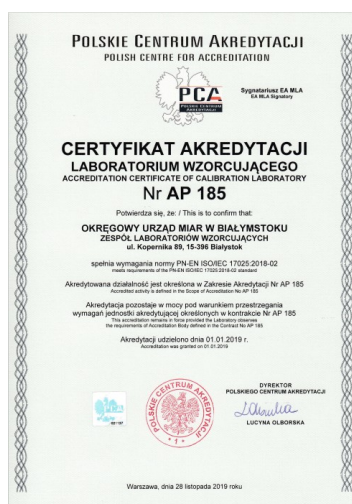 POLSKIE CENTRUM AKREDYTACJI
POLISH CENTRE FOR ACCREDITATION
PCA
POLSKIE CENTRUM
AKREDYTACJI
Sygnatariusz EA MLA
EA MLA Signatory
CERTYFIKAT AKREDYTACJI
LABORATORIUM WZORCUJĄCEGO
ACCREDITATION CERTIFICATE OF CALIBRATION LABORATORY
Nr AP 185
Potwierdza się, że: / This is to confirm that:
OKRĘGOWY URZĄD MIAR W BIAŁYMSTOKU
ZESPÓŁ LABORATORIÓW WZORCUJĄCYCH
ul. Kopernika 89, 15-396 Białystok
spełnia wymagania normy PN-EN ISO/IEC 17025:2018-02
meets requirements of the PN-EN ISO/IEC 17025:2018-02 standard
Akredytowana działalność jest określona w Zakresie Akredytacji Nr AP 185
Accredited activity is defined in the Scope of Accreditation No AP 185
Akredytacja pozostaje w mocy pod warunkiem przestrzegania
wymagań jednostki akredytującej określonych w kontrakcie Nr AP 185
This accreditation remains in force provided the Laboratory observes
the requirements of Accreditation Body defined in the Contract No AP 185
Akredytacji udzielono dnia 01.01.2019 r.
Accreditation was granted on 01.01.2019
POLSKIE CENTRUM AKREDYTACJI
* 1 *
DYREKTOR
POLSKIEGO CENTRUM AKREDYTACJI
LUCYNA OLBORSKA
Warszawa, dnia 28 listopada 2019 roku